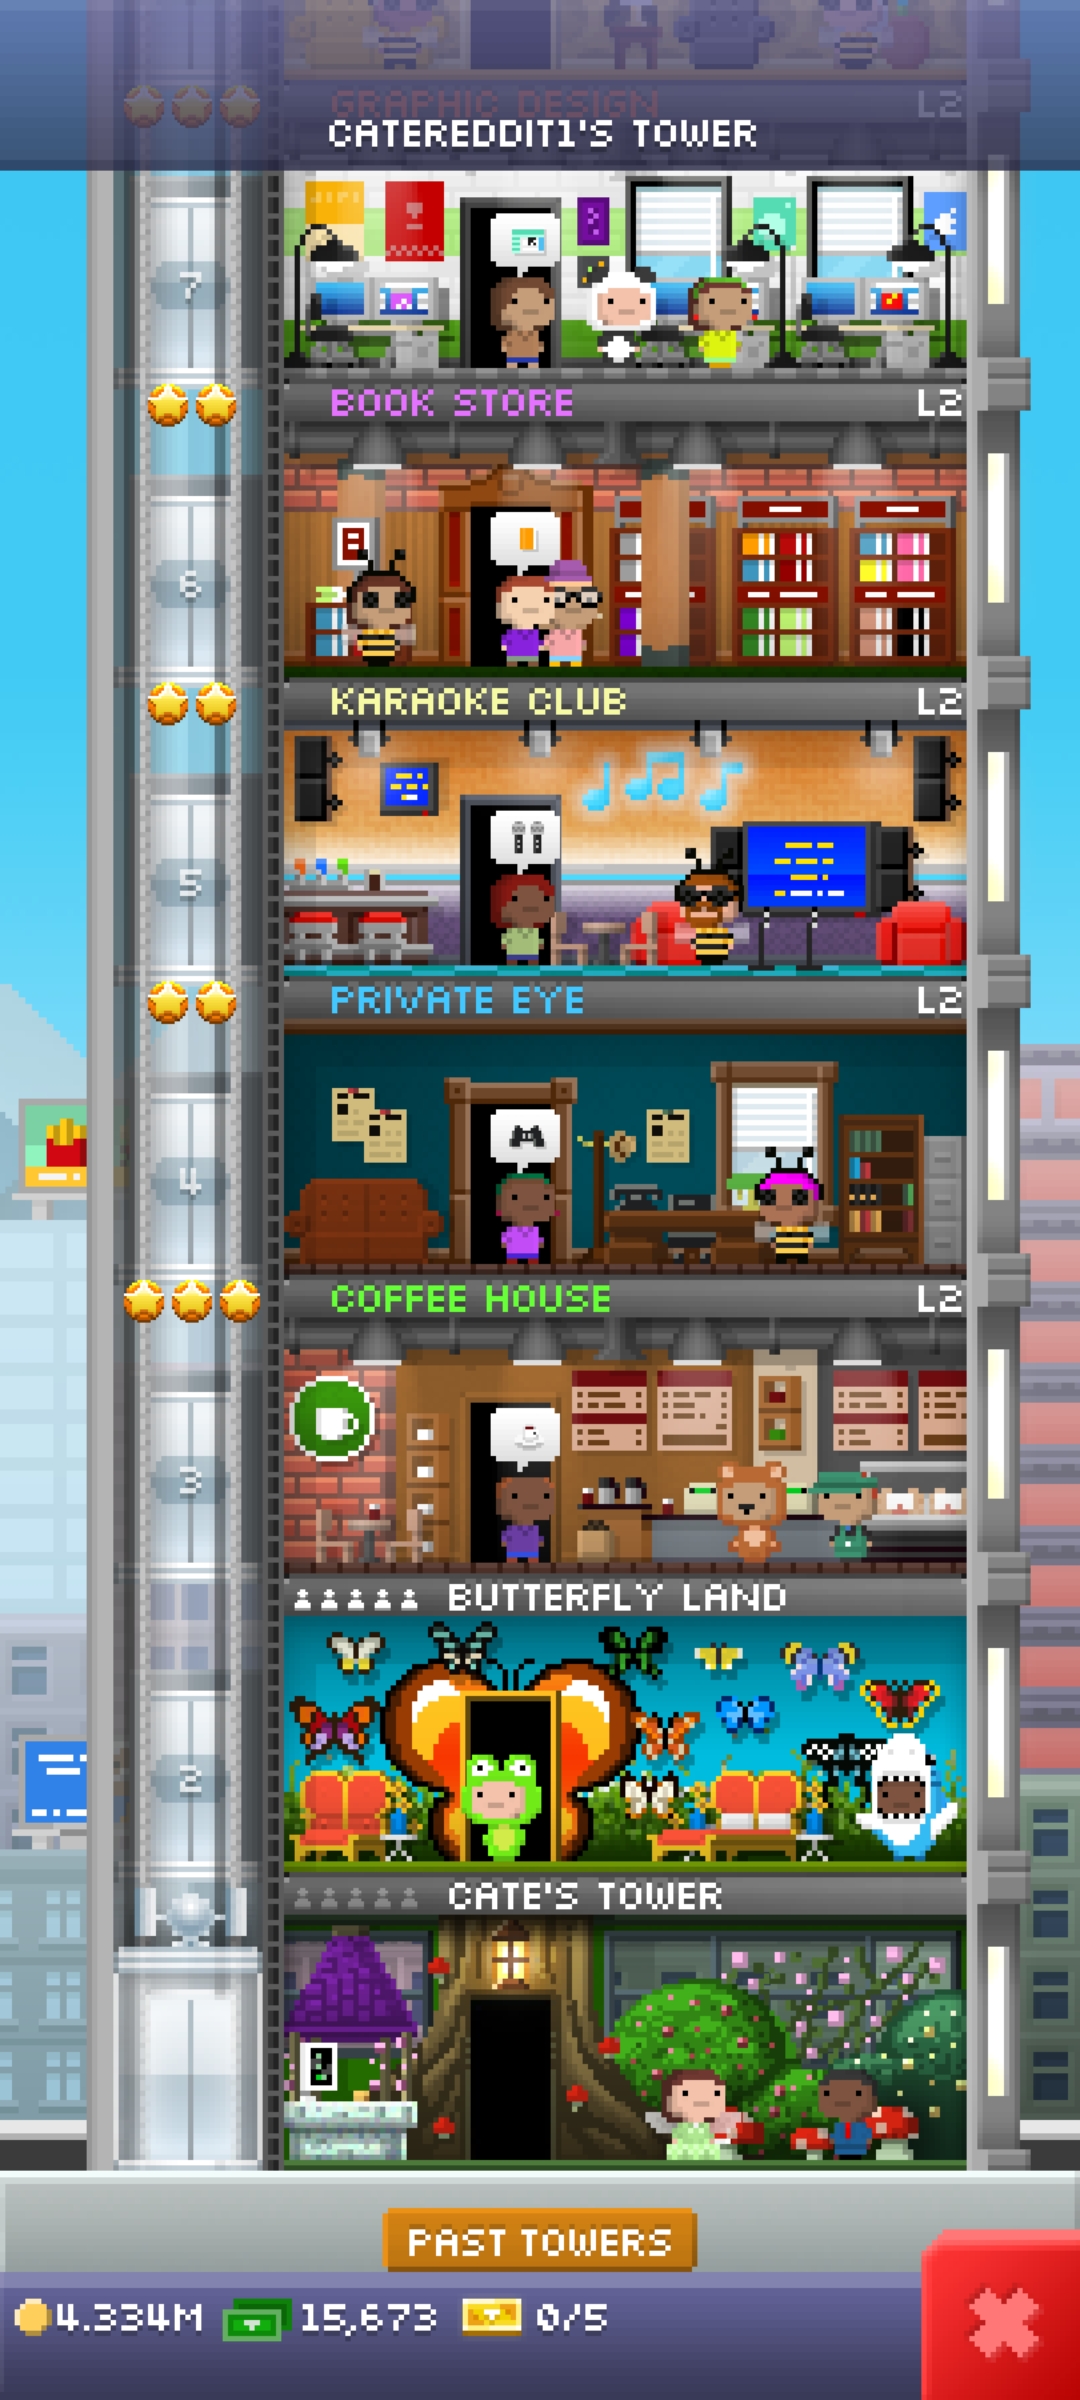 GRAPHIC DESIGN L2
CATEREDDIT1'S TOWER
7
BOOK STORE L2
6
KARAOKE CLUB L2
5
PRIVATE EYE L2
4
COFFEE HOUSE L2
3
BUTTERFLY LAND
2
CATE'S TOWER
PAST TOWERS
4.334M 15,673 0/5